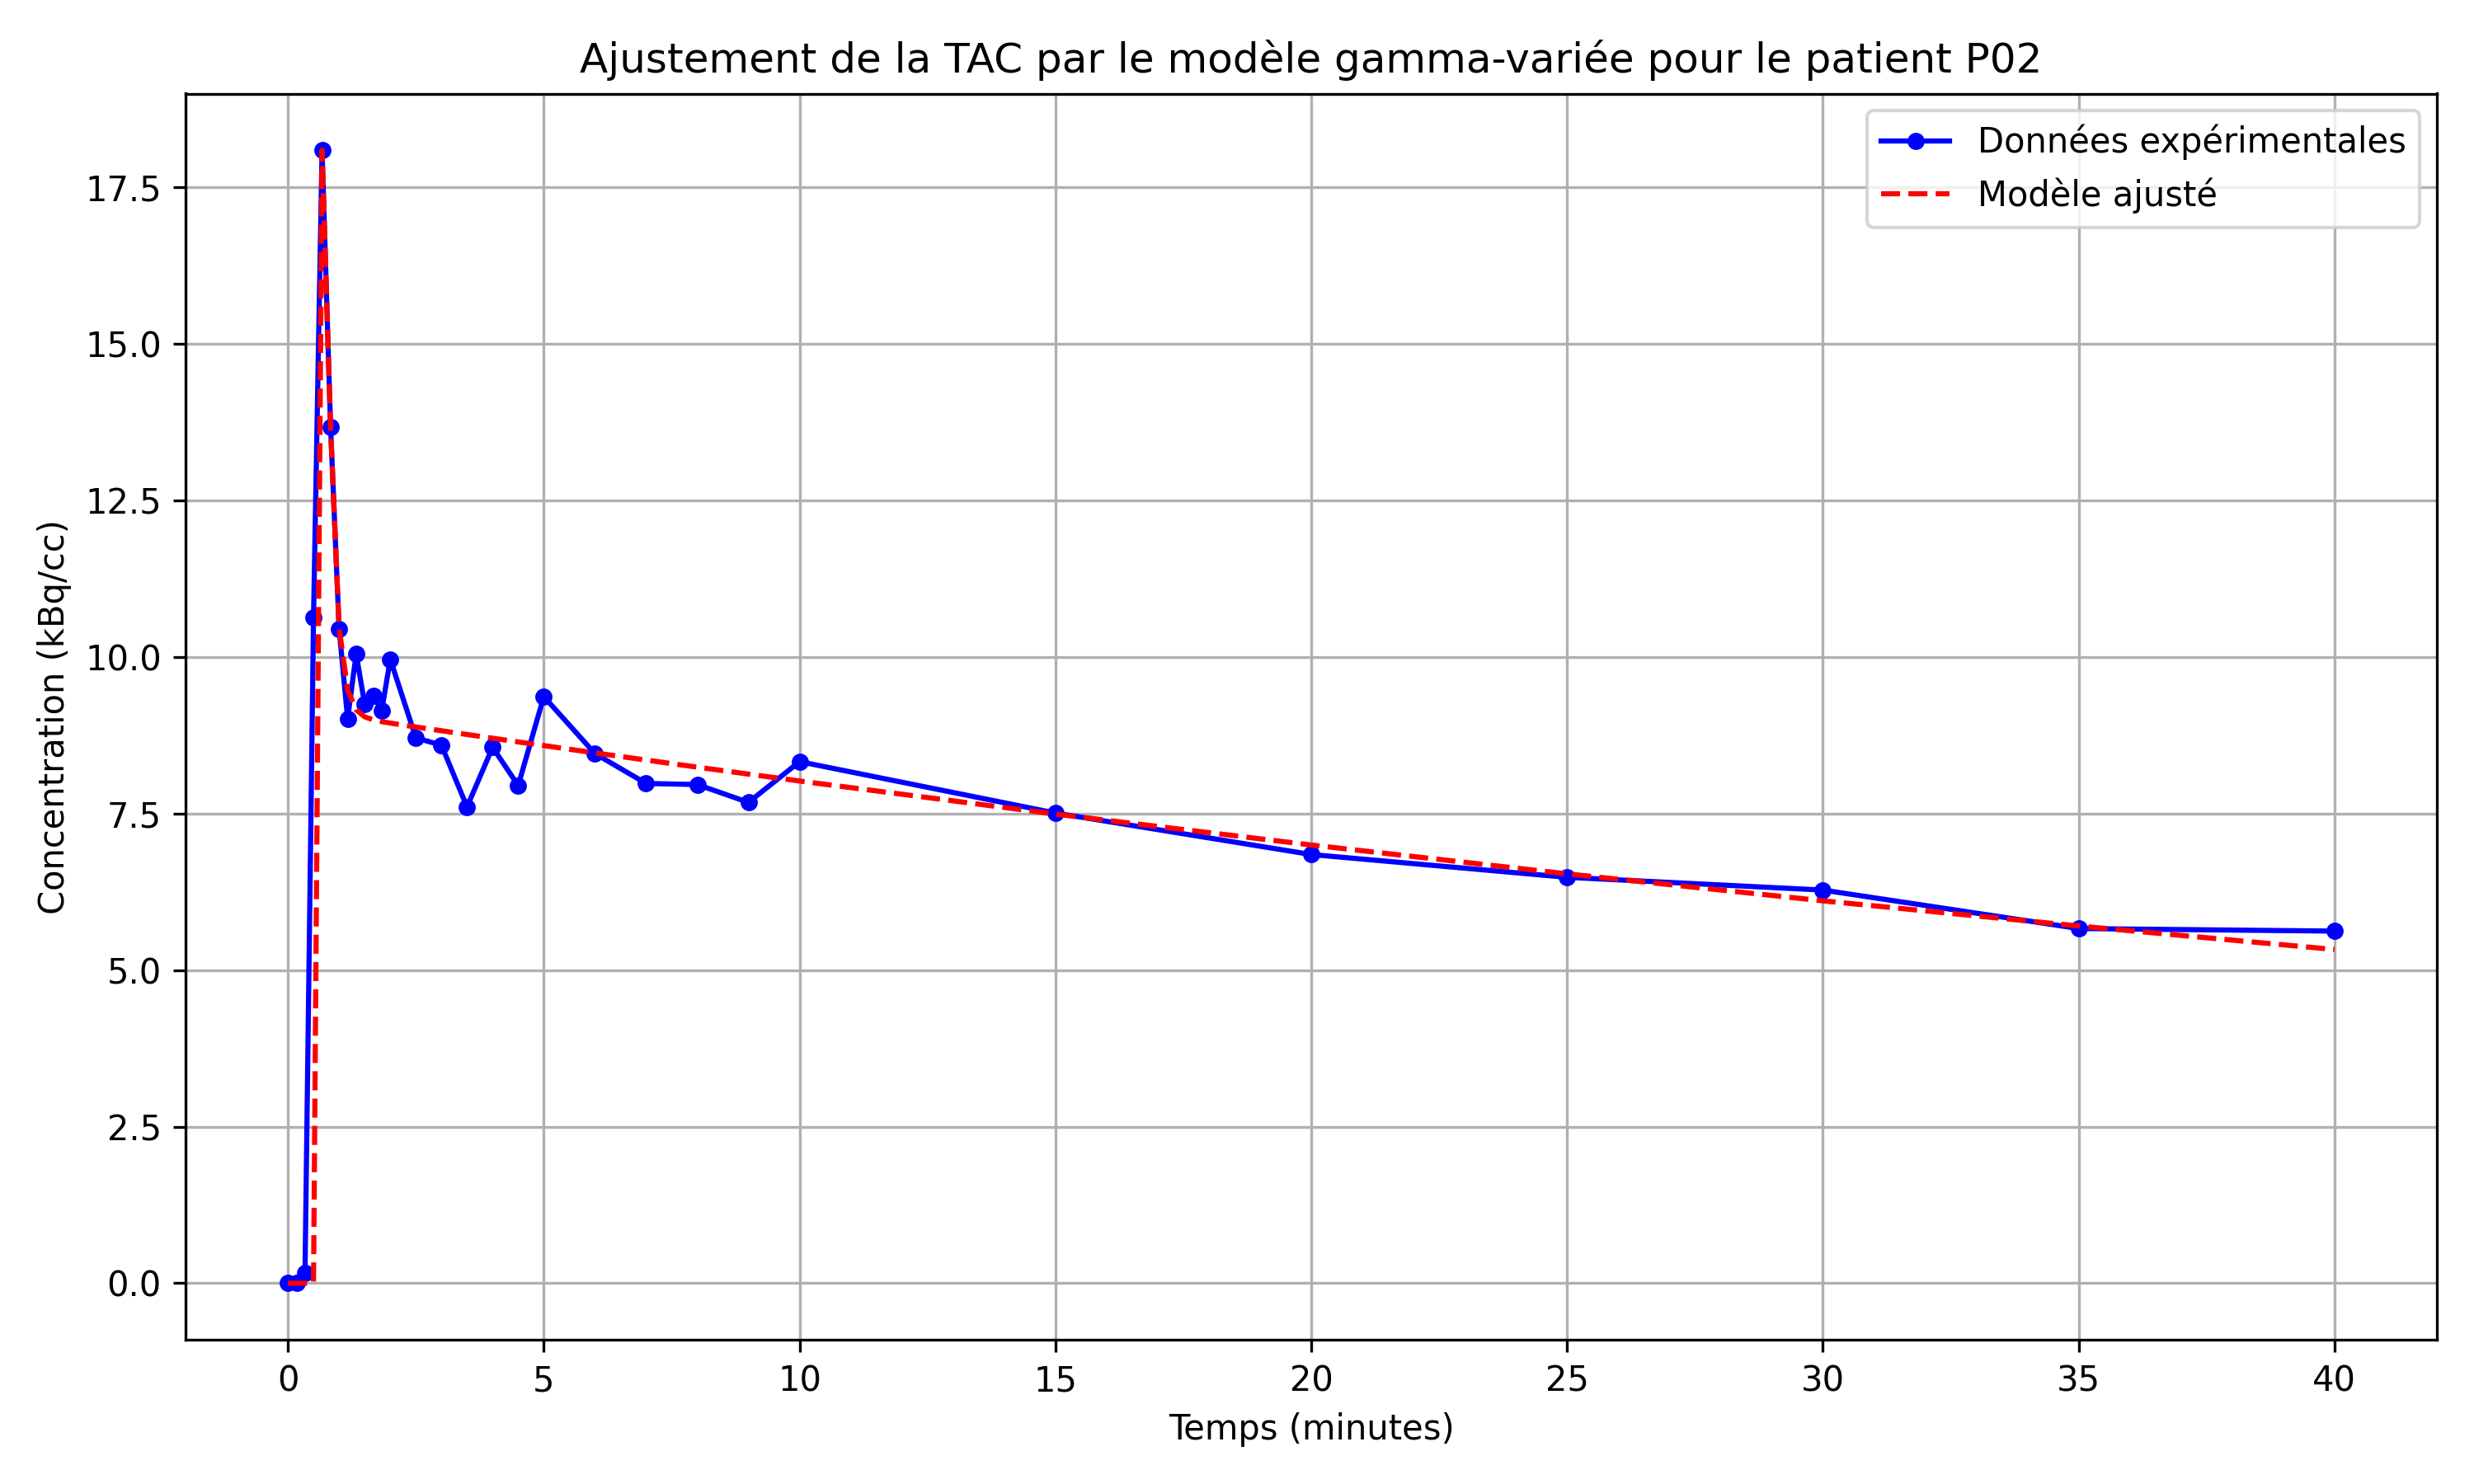 Ajustement de la TAC par le modèle gamma-variée pour le patient P02
Données expérimentales
Modèle ajusté
Concentration (kBq/cc)
17.5
15.0
12.5
10.0
7.5
5.0
2.5
0.0
0 5 10 15 20 25 30 35 40
Temps (minutes)